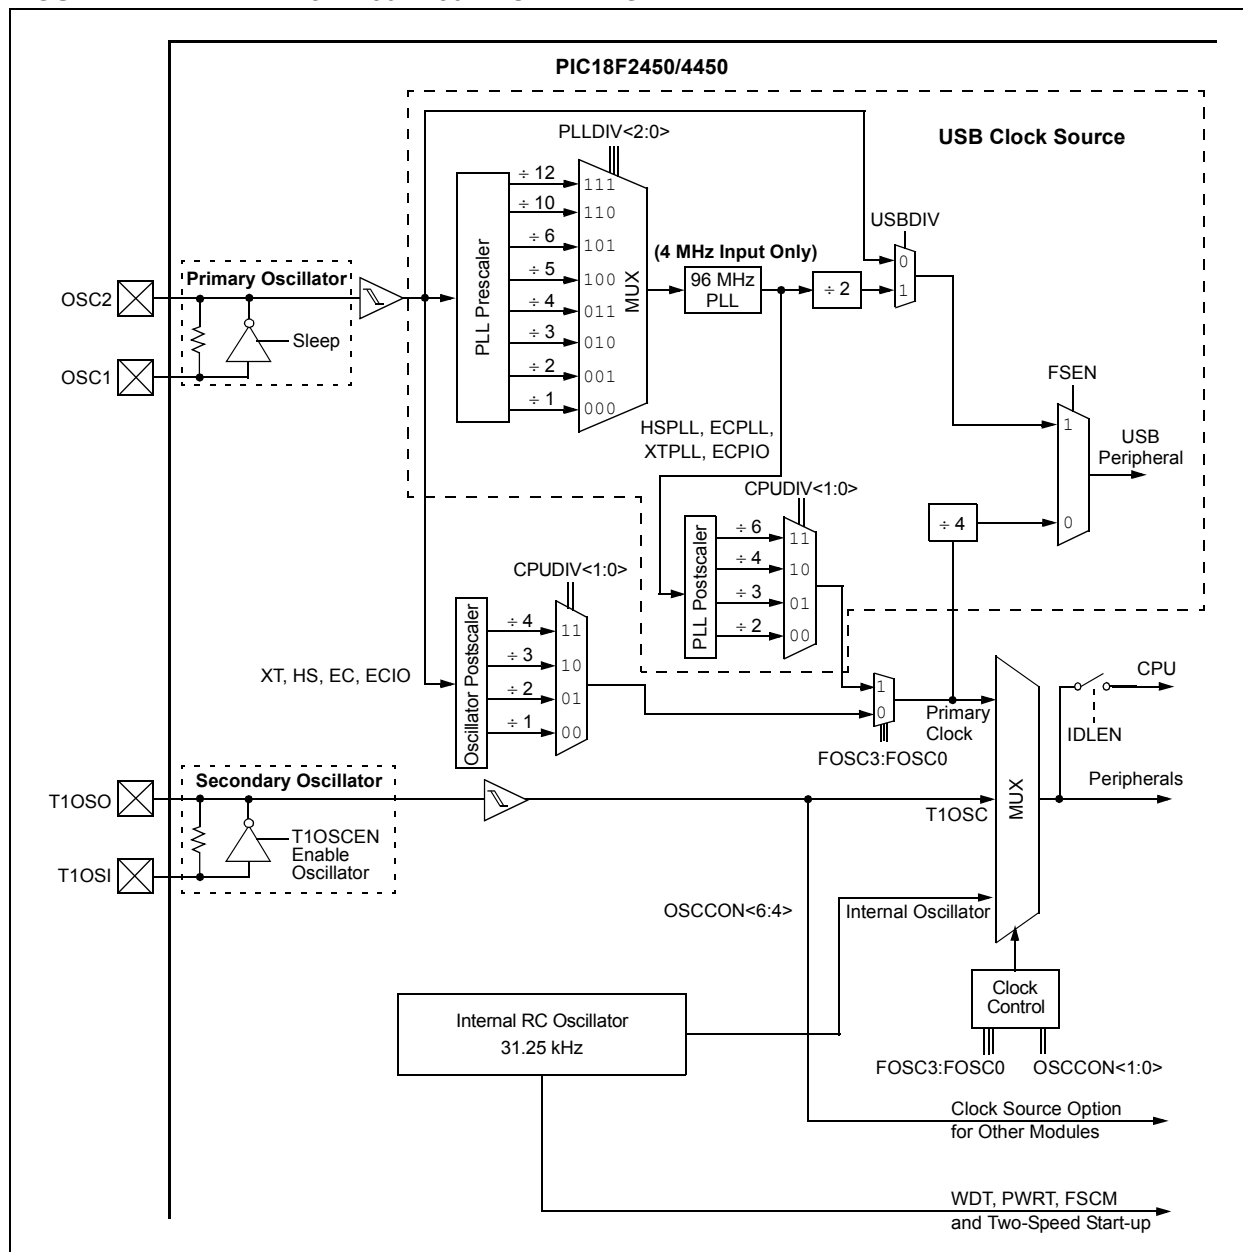 PIC18F2450/4450
USB Clock Source
PLLDIV<2:0>
÷ 12
111
÷ 10
110
÷ 6
101
÷ 5
100
÷ 4
011
÷ 3
010
÷ 2
001
÷ 1
000
PLL Prescaler
MUX
(4 MHz Input Only)
96 MHz
PLL
÷ 2
USBDIV
0
1
Primary Oscillator
OSC2
OSC1
Sleep
HSPLL, ECPLL,
XTPLL, ECPIO
FSEN
1
0
USB
Peripheral
÷ 4
CPUDIV<1:0>
PLL Postscaler
÷ 6
11
÷ 4
10
÷ 3
01
÷ 2
00
CPUDIV<1:0>
Oscillator Postscaler
÷ 4
11
÷ 3
10
÷ 2
01
÷ 1
00
XT, HS, EC, ECIO
1
0
FOSC3:FOSC0
Primary
Clock
CPU
IDLEN
Peripherals
MUX
Secondary Oscillator
T1OSO
T1OSI
T1OSCEN
Enable
Oscillator
T1OSC
OSCCON<6:4>
Internal Oscillator
Internal RC Oscillator
31.25 kHz
Clock
Control
FOSC3:FOSC0
OSCCON<1:0>
Clock Source Option
for Other Modules
WDT, PWRT, FSCM
and Two-Speed Start-up